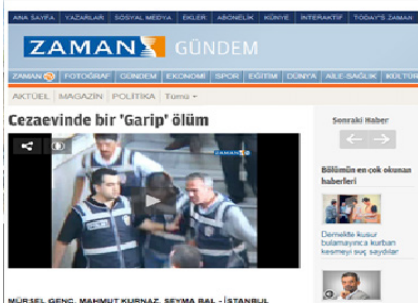 ANA SAYFA YAZARLAR SOSYAL MEDYA EKLER ABONELİK KÜNYE İNTERAKTİF TODAY'S ZAMAN
ZAMAN GÜNDEM
ZAMAN FOTOĞRAF GÜNDEM EKONOMİ SPOR EĞİTİM DÜNYA AİLE-SAĞLIK KÜLTÜR
AKTÜEL MAGAZİN POLİTİKA Tümü
Cezaevinde bir 'Garip' ölüm
Sonraki Haber
ZAMAN
Bölümün en çok okunan
haberleri
Dernekte kusur
bulamayınca kurban
kesmeyi suç saydılar
MÜRSEL GENÇ, MAHMUT KURNAZ, ŞEYMA BAL - İSTANBUL